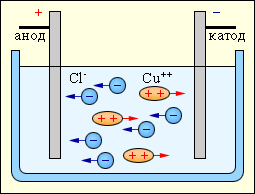 + −
анод катод
Cl⁻ Cu⁺⁺
− −
+ + −
− + +
−